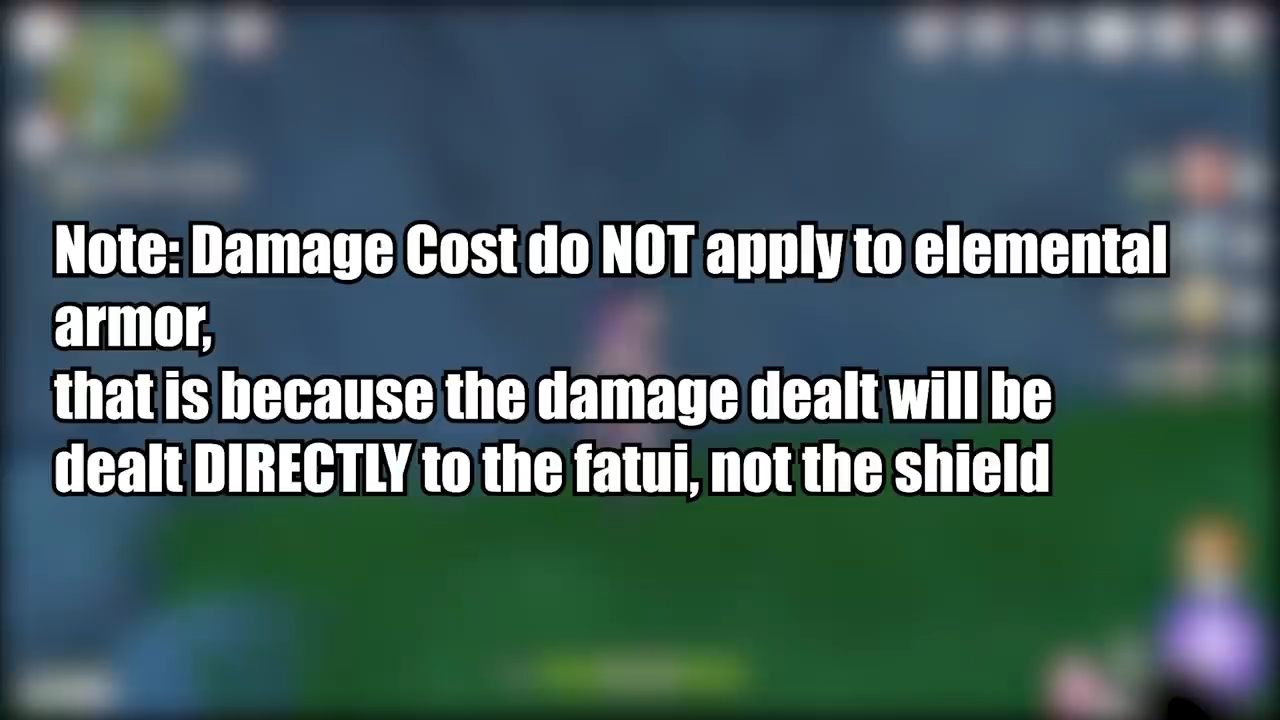 Note: Damage Cost do NOT apply to elemental
armor,
that is because the damage dealt will be
dealt DIRECTLY to the fatui, not the shield